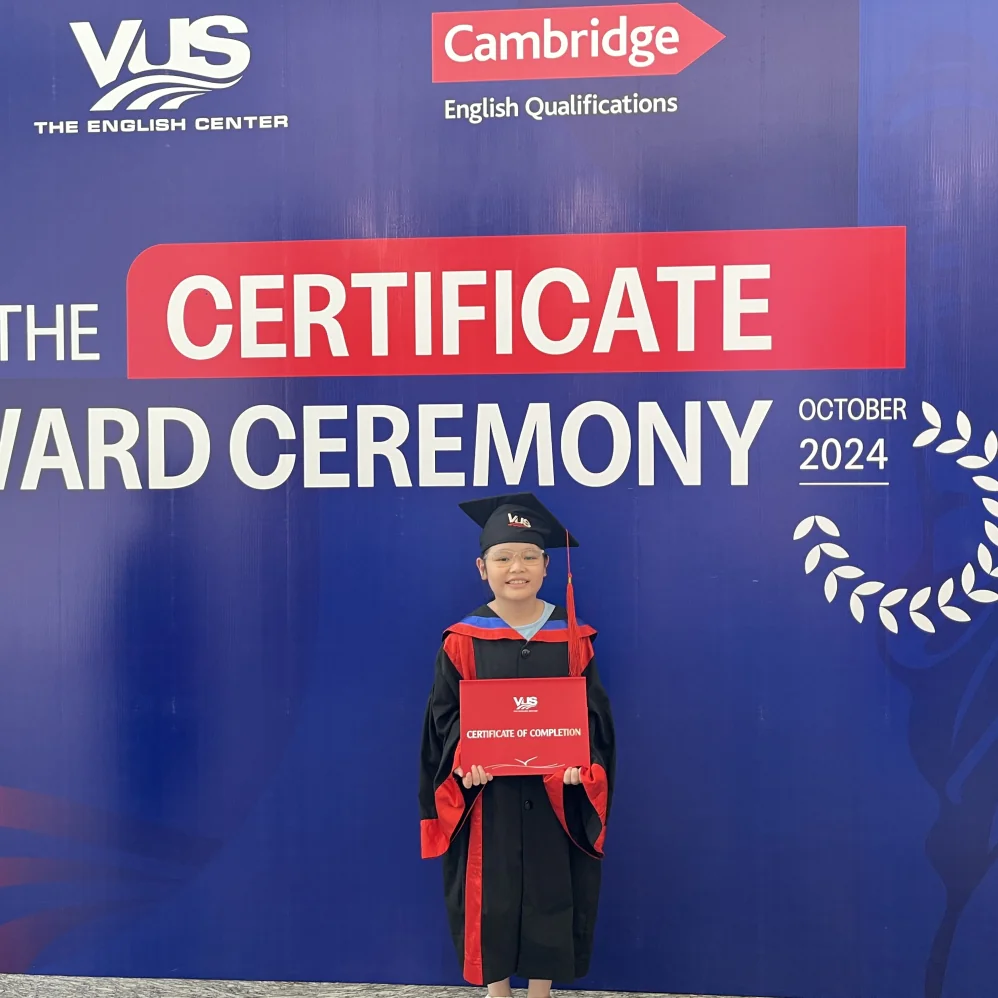 VUS
THE ENGLISH CENTER
Cambridge
English Qualifications
THE CERTIFICATE
WARD CEREMONY
OCTOBER
2024
VUS
VUS
CERTIFICATE OF COMPLETION